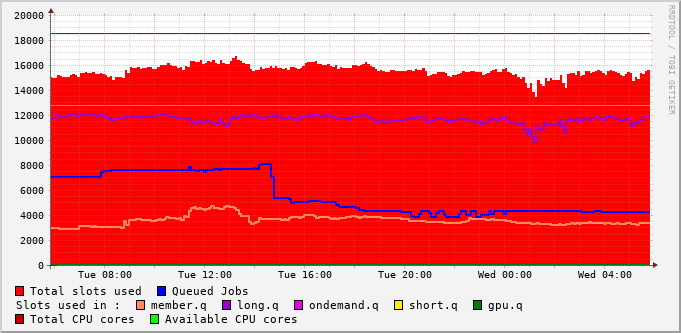 RRDTOOL / TOBI OETIKER
20000
18000
16000
14000
12000
10000
8000
6000
4000
2000
0
Tue 08:00 Tue 12:00 Tue 16:00 Tue 20:00 Wed 00:00 Wed 04:00
Total slots used Queued Jobs
Slots used in : member.q long.q ondemand.q short.q gpu.q
Total CPU cores Available CPU cores